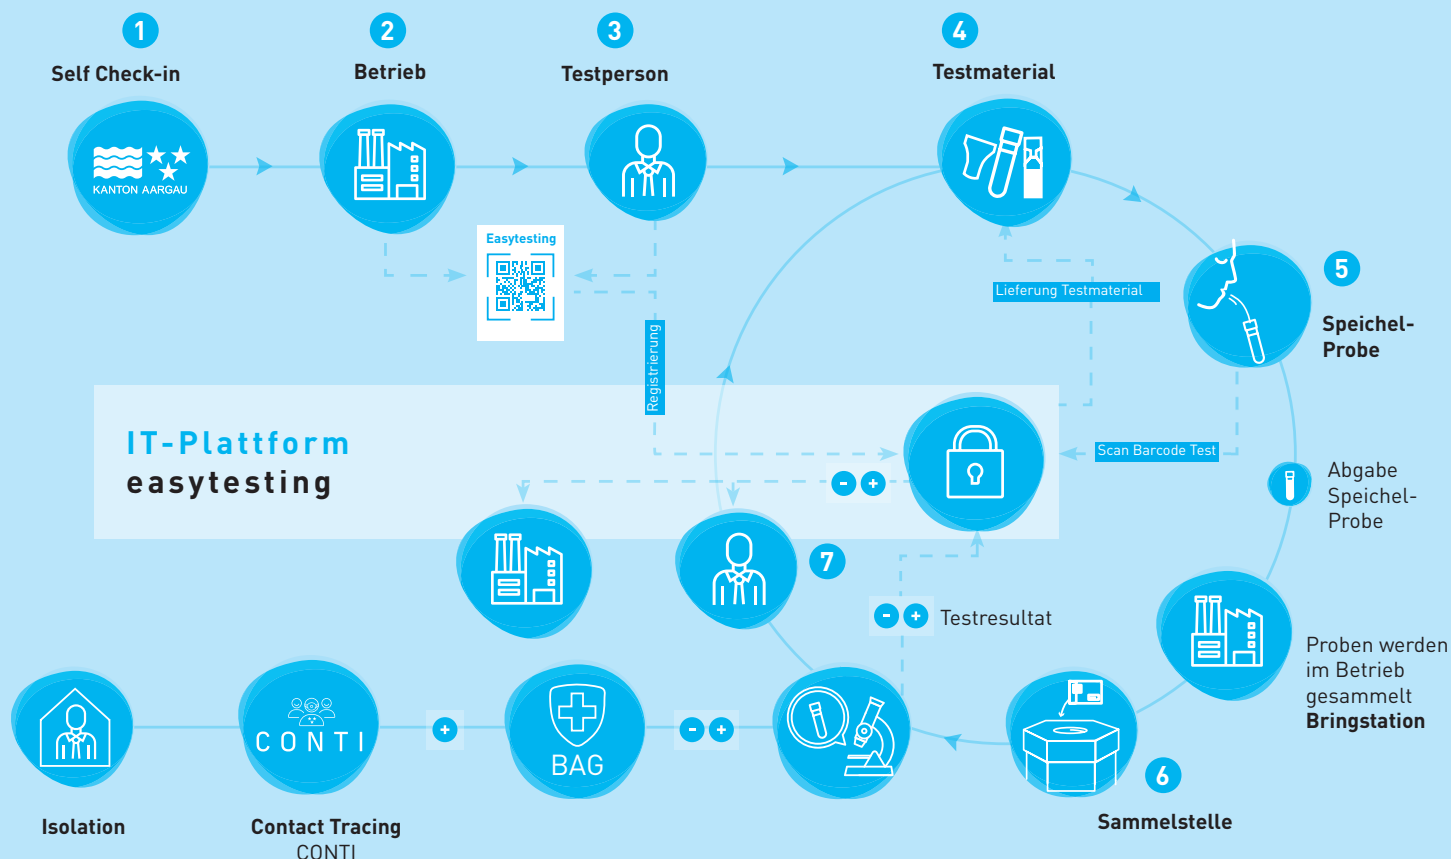 1
Self Check-in
KANTON AARGAU
2
Betrieb
3
Testperson
4
Testmaterial
Easytesting
Registrierung
Lieferung Testmaterial
5
Speichel-
Probe
IT-Plattform
easytesting
Scan Barcode Test
- +
Abgabe
Speichel-
Probe
7
- + Testresultat
Proben werden
im Betrieb
gesammelt
Bringstation
6
Sammelstelle
- +
BAG
+
CONTI
Contact Tracing
CONTI
Isolation